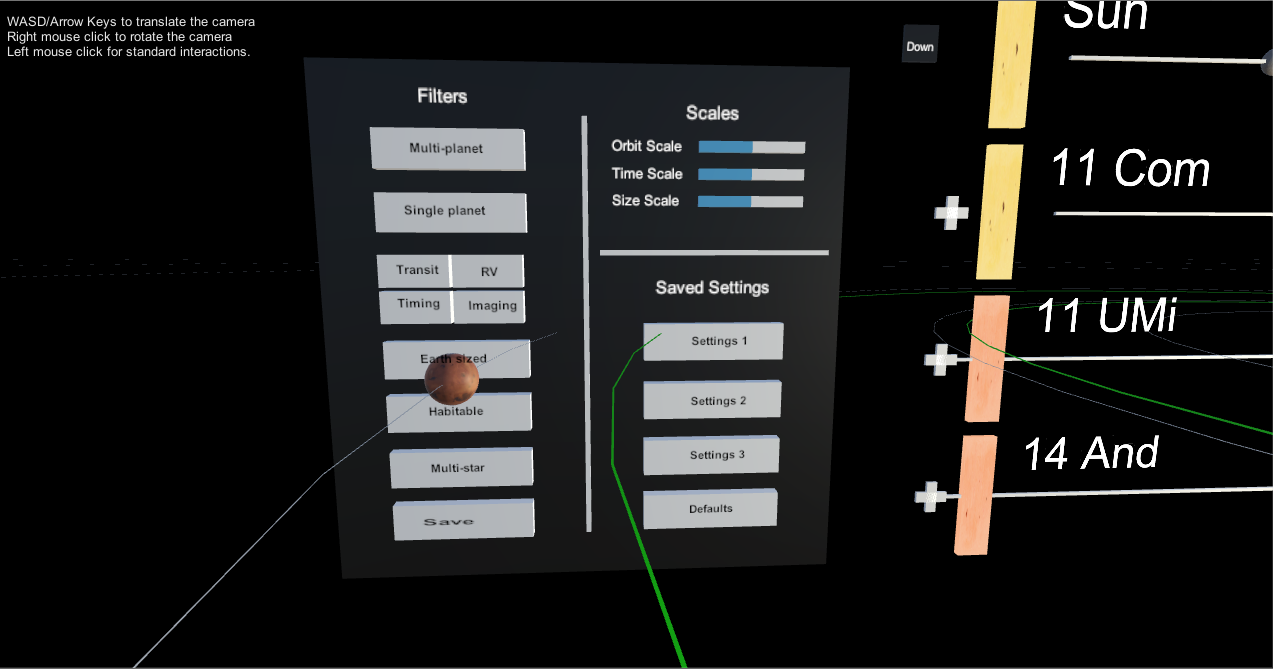 WASD/Arrow Keys to translate the camera
Right mouse click to rotate the camera
Left mouse click for standard interactions.
Filters
Multi-planet
Single planet
Transit
RV
Timing
Imaging
Earth sized
Habitable
Multi-star
Save
Scales
Orbit Scale
Time Scale
Size Scale
Saved Settings
Settings 1
Settings 2
Settings 3
Defaults
Down
Sun
11 Com
11 UMi
14 And